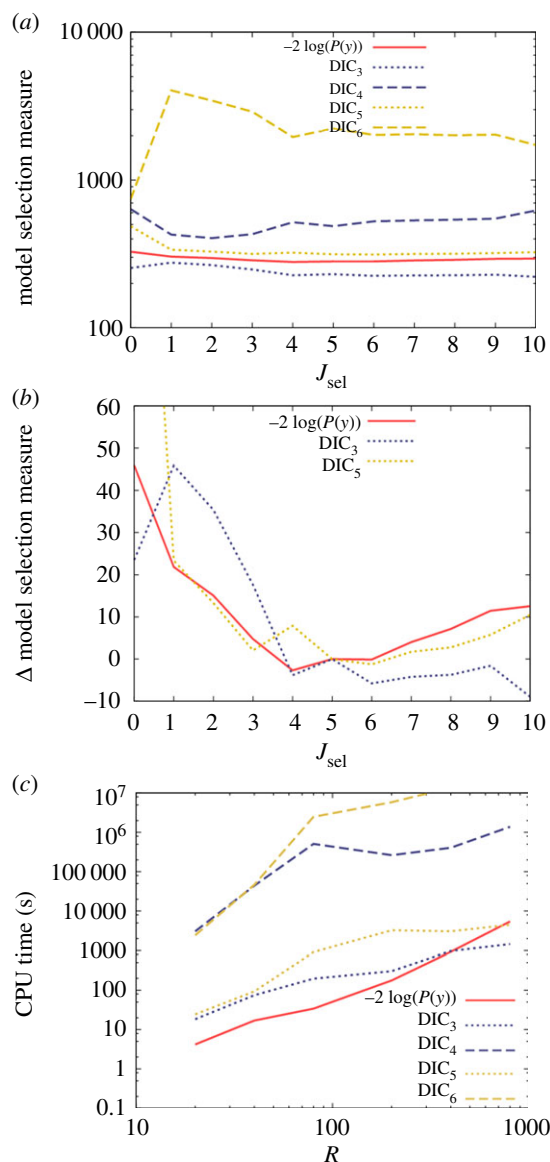 (a)
10 000
1000
100
model selection measure
−2 log(P(y))
DIC3
DIC4
DIC5
DIC6
0 1 2 3 4 5 6 7 8 9 10
Jsel
(b)
60
50
40
30
20
10
0
−10
Δ model selection measure
−2 log(P(y))
DIC3
DIC5
0 1 2 3 4 5 6 7 8 9 10
Jsel
(c)
10⁷
10⁶
100 000
10 000
1000
100
10
1
0.1
CPU time (s)
−2 log(P(y))
DIC3
DIC4
DIC5
DIC6
10 100 1000
R